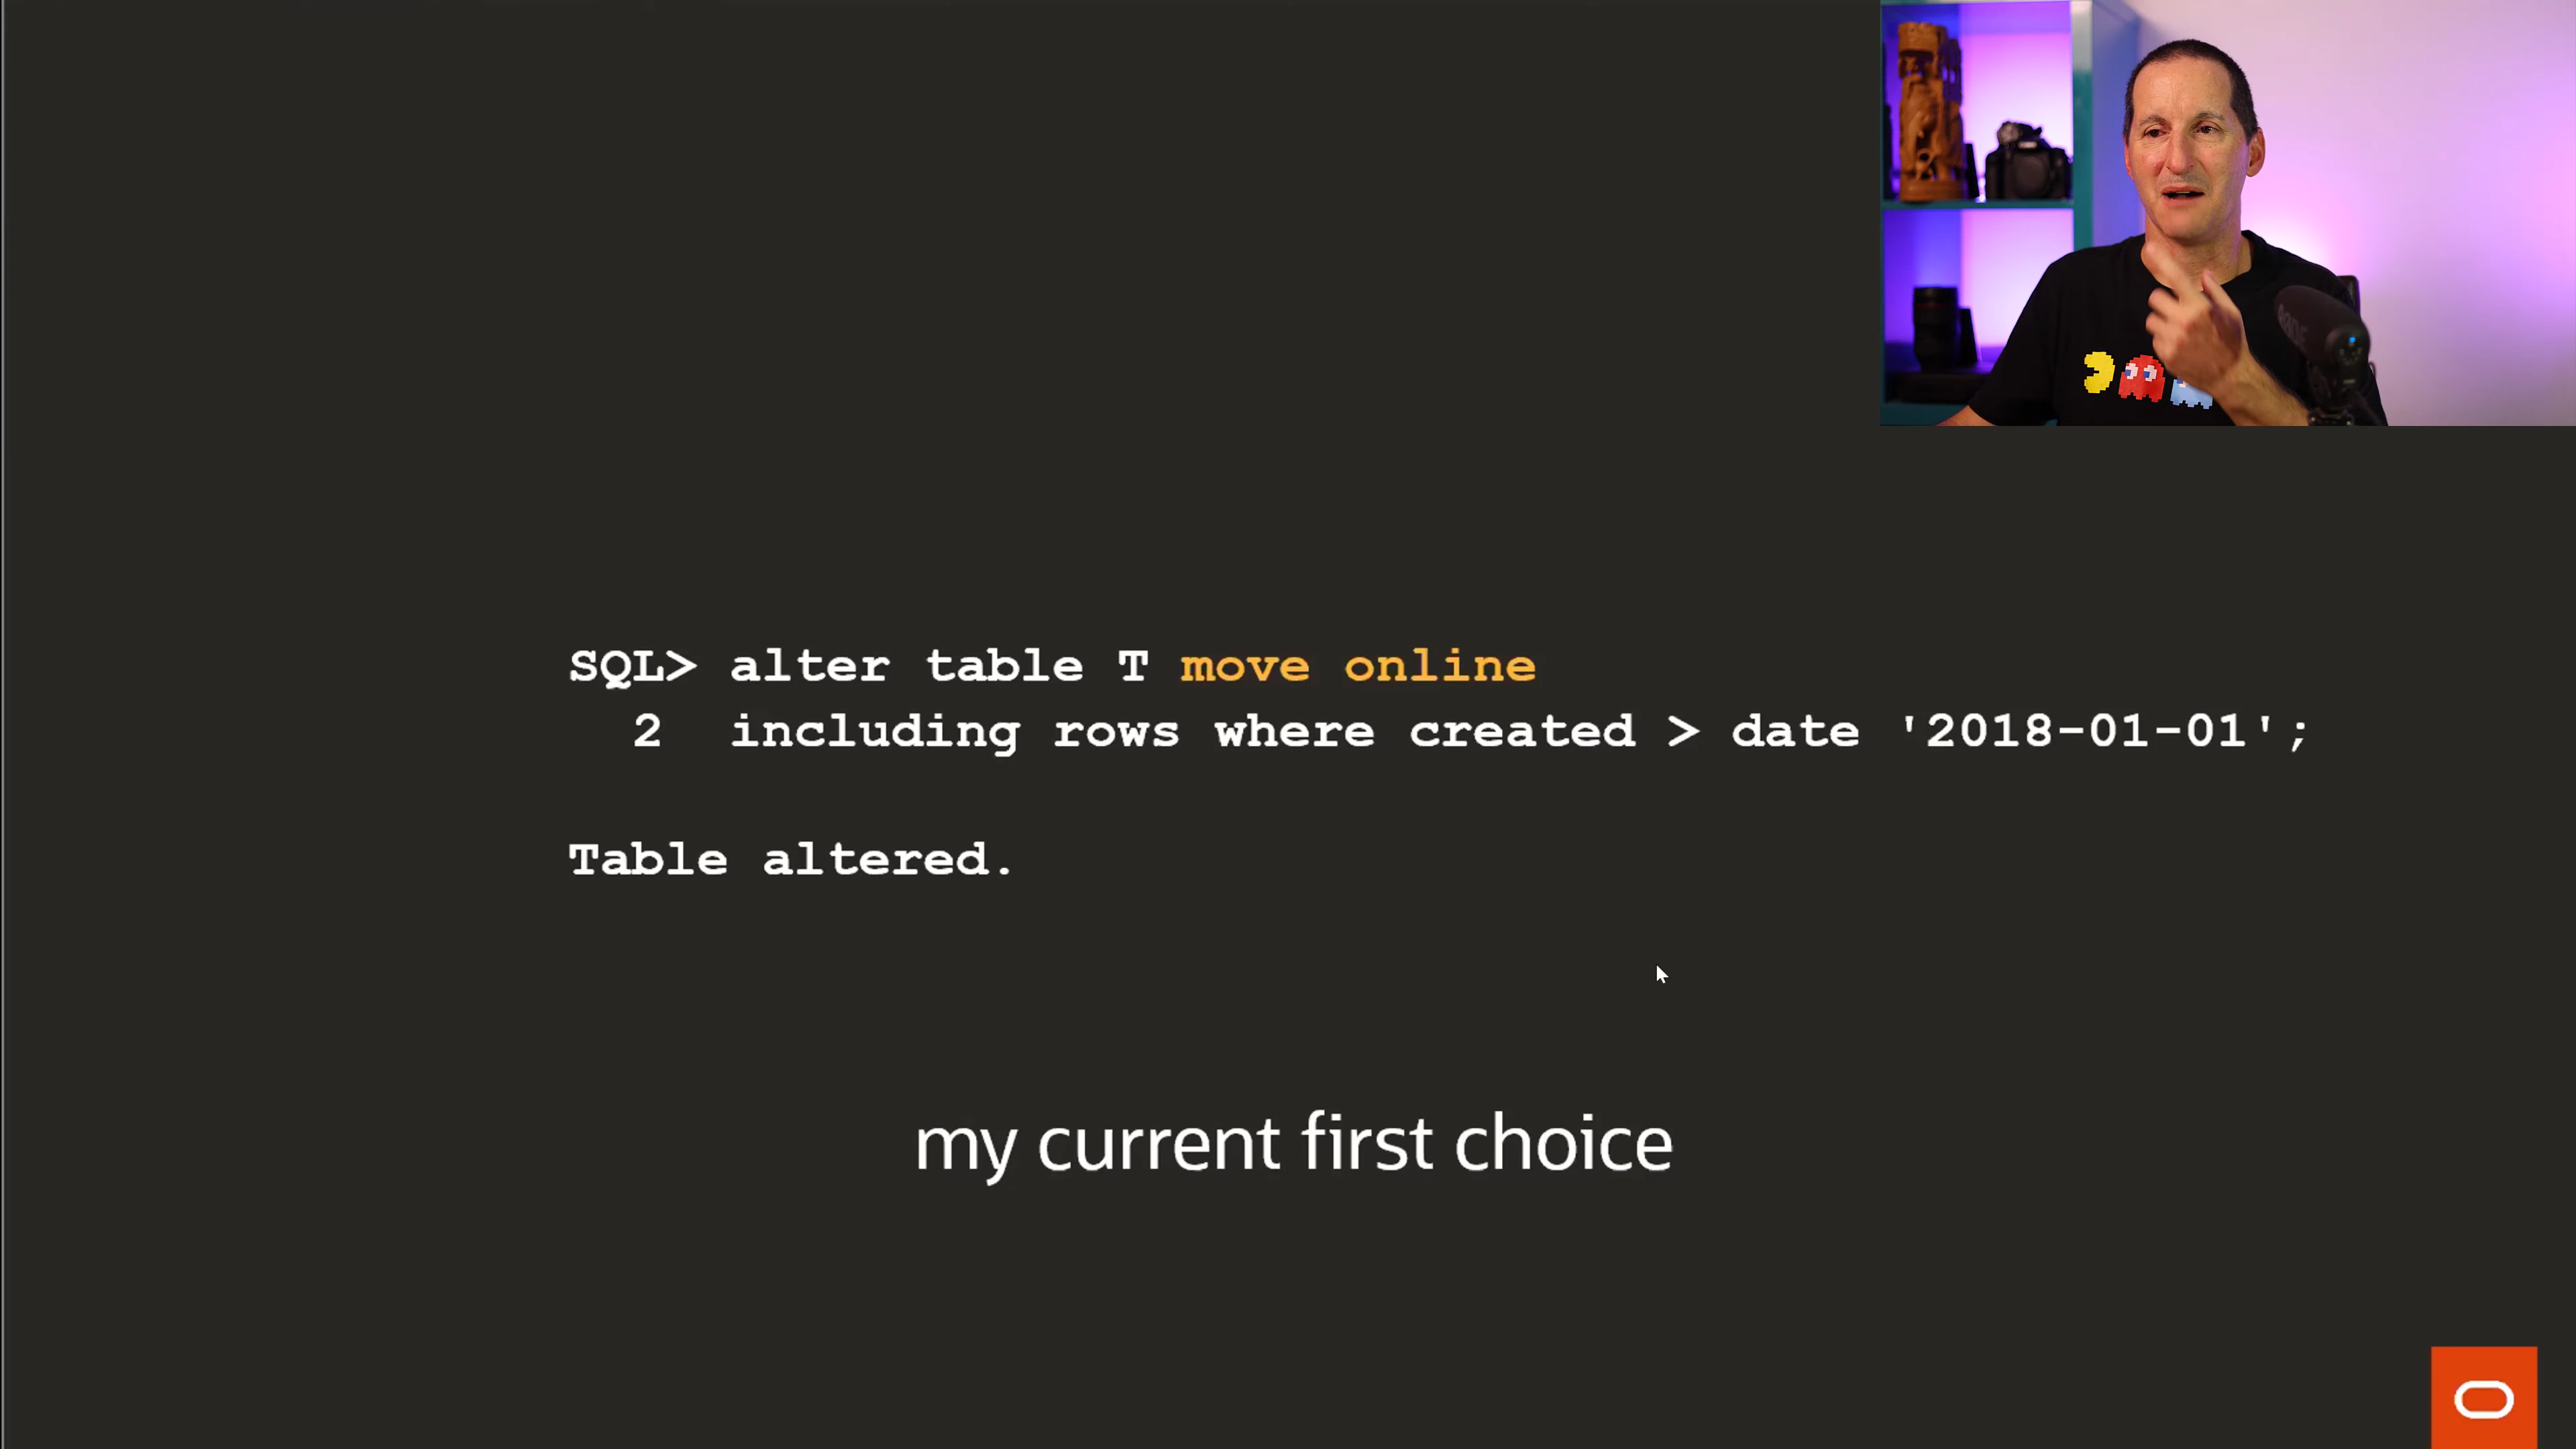 SQL> alter table T move online
2 including rows where created > date '2018-01-01';
Table altered.
my current first choice